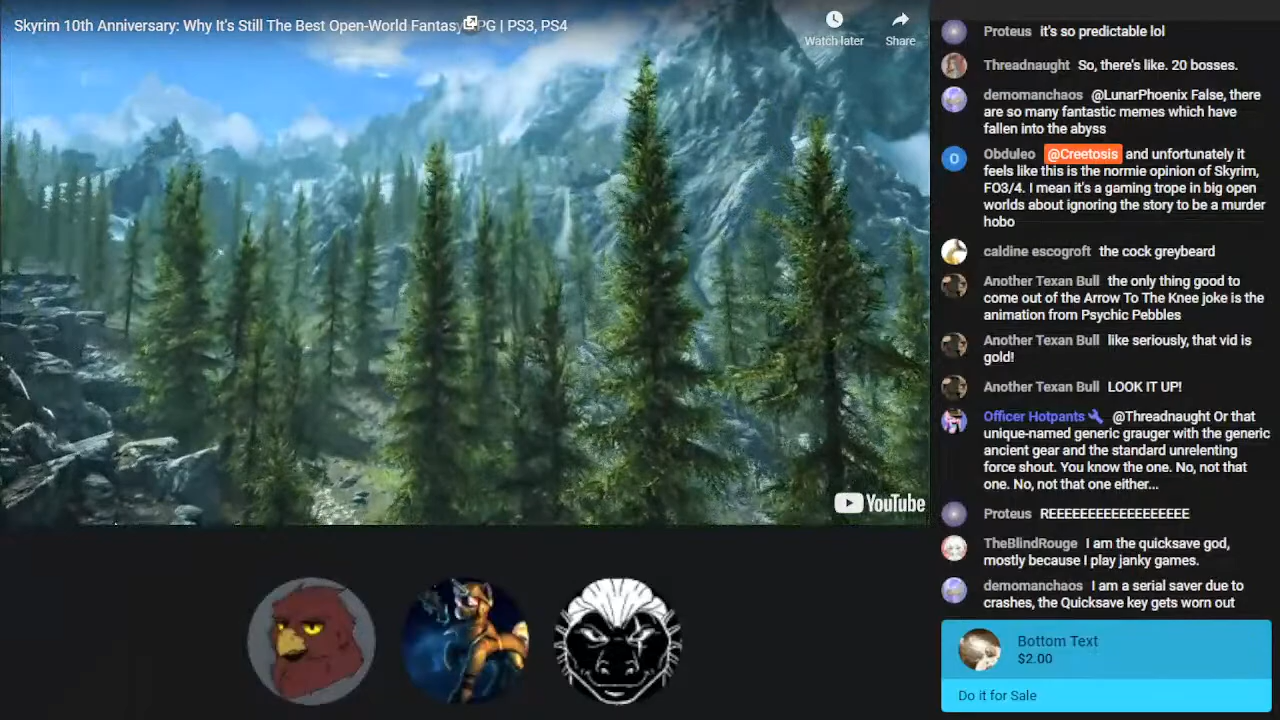 Skyrim 10th Anniversary: Why It's Still The Best Open-World Fantasy RPG | PS3, PS4
Watch later
Share
YouTube
Proteus it's so predictable lol
Threadnaught So, there's like. 20 bosses.
demomanchaos @LunarPhoenix False, there
are so many fantastic memes which have
fallen into the abyss
O
Obduleo @Creetosis and unfortunately it
feels like this is the normie opinion of Skyrim,
FO3/4. I mean it's a gaming trope in big open
worlds about ignoring the story to be a murder
hobo
caldine escogroft the cock greybeard
Another Texan Bull the only thing good to
come out of the Arrow To The Knee joke is the
animation from Psychic Pebbles
Another Texan Bull like seriously, that vid is
gold!
Another Texan Bull LOOK IT UP!
Officer Hotpants @Threadnaught Or that
unique-named generic grauger with the generic
ancient gear and the standard unrelenting
force shout. You know the one. No, not that
one. No, not that one either...
Proteus REEEEEEEEEEEEEEEEEE
TheBlindRouge I am the quicksave god,
mostly because I play janky games.
demomanchaos I am a serial saver due to
crashes, the Quicksave key gets worn out
Bottom Text
$2.00
Do it for Sale